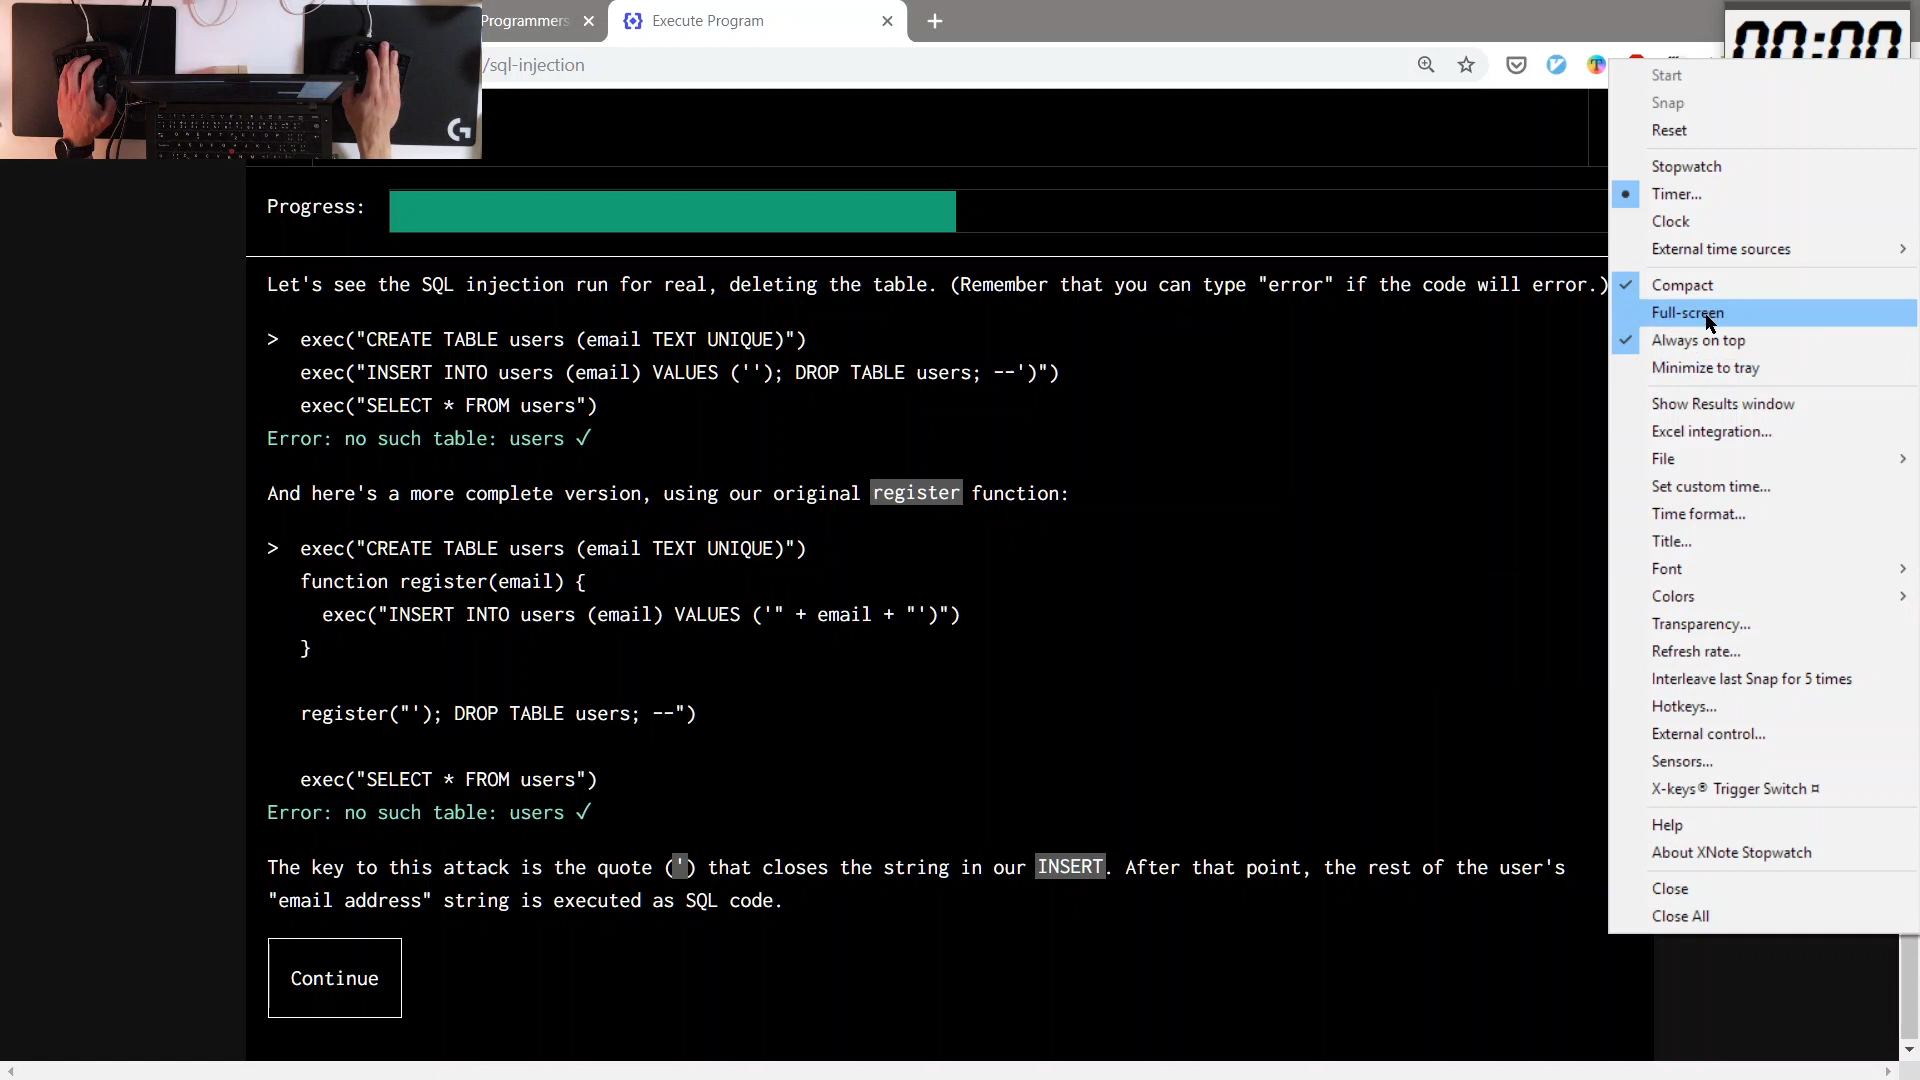 Programmers
Execute Program
00:00
/sql-injection
Progress:
Let's see the SQL injection run for real, deleting the table. (Remember that you can type "error" if the code will error.)
> exec("CREATE TABLE users (email TEXT UNIQUE)")
exec("INSERT INTO users (email) VALUES (''); DROP TABLE users; --')")
exec("SELECT * FROM users")
Error: no such table: users ✓
And here's a more complete version, using our original register function:
> exec("CREATE TABLE users (email TEXT UNIQUE)")
function register(email) {
exec("INSERT INTO users (email) VALUES ('" + email + "')")
}
register("'); DROP TABLE users; --")
exec("SELECT * FROM users")
Error: no such table: users ✓
The key to this attack is the quote (') that closes the string in our INSERT. After that point, the rest of the user's
"email address" string is executed as SQL code.
Continue
Start
Snap
Reset
Stopwatch
Timer...
Clock
External time sources
Compact
Full-screen
Always on top
Minimize to tray
Show Results window
Excel integration...
File
Set custom time...
Time format...
Title...
Font
Colors
Transparency...
Refresh rate...
Interleave last Snap for 5 times
Hotkeys...
External control...
Sensors...
X-keys® Trigger Switch ¤
Help
About XNote Stopwatch
Close
Close All